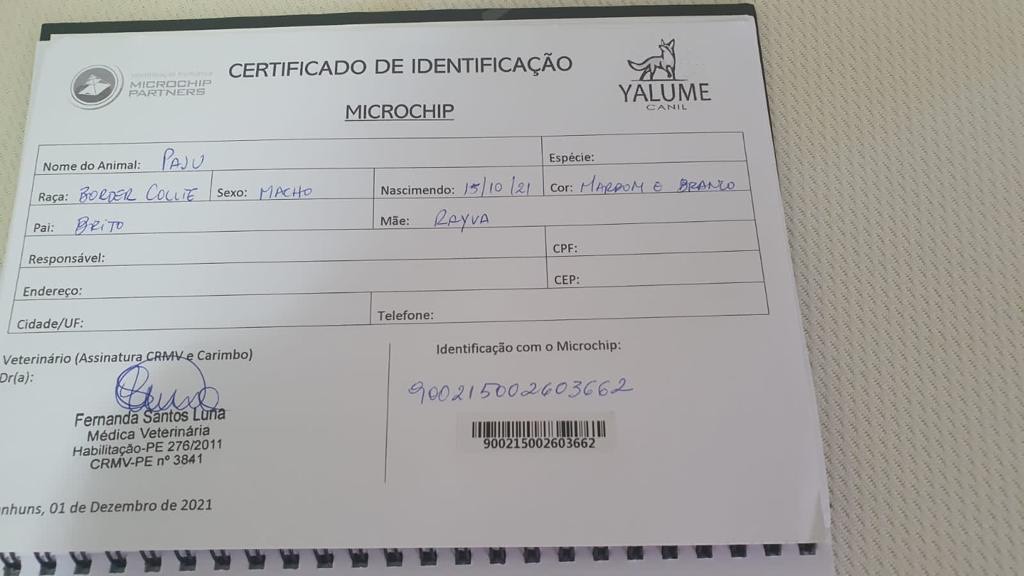 MICROCHIP
PARTNERS
CERTIFICADO DE IDENTIFICAÇÃO
MICROCHIP
YALUME
CANIL
Nome do Animal: PAJU
Espécie:
Raça: BORDER COLLIE Sexo: MACHO Nascimento: 15/10/21 Cor: MARROM E BRANCO
Pai: BRITO Mãe: RAYVA
Responsável: CPF:
Endereço: CEP:
Cidade/UF: Telefone:
Veterinário (Assinatura CRMV e Carimbo)
Dr(a):
Fernanda Santos Luna
Médica Veterinária
Habilitação-PE 276/2011
CRMV-PE nº 3841
Identificação com o Microchip:
900215002603662
900215002603662
nhuns, 01 de Dezembro de 2021